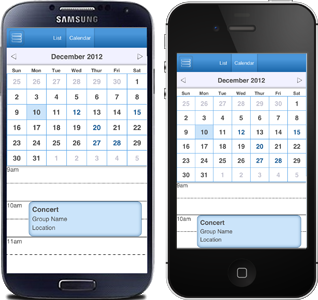 SAMSUNG
List Calendar
December 2012
Sun Mon Tue Wed Thu Fri Sat
25 26 27 28 29 30 1
2 3 4 5 6 7 8
9 10 11 12 13 14 15
16 17 18 19 20 21 22
23 24 25 26 27 28 29
30 31 1 2 3 4 5
9am
10am
Concert
Group Name
Location
11am
List Calendar
December 2012
Sun Mon Tue Wed Thu Fri Sat
25 26 27 28 29 30 1
2 3 4 5 6 7 8
9 10 11 12 13 14 15
16 17 18 19 20 21 22
23 24 25 26 27 28 29
30 31 1 2 3 4 5
9am
10am
Concert
Group Name
Location